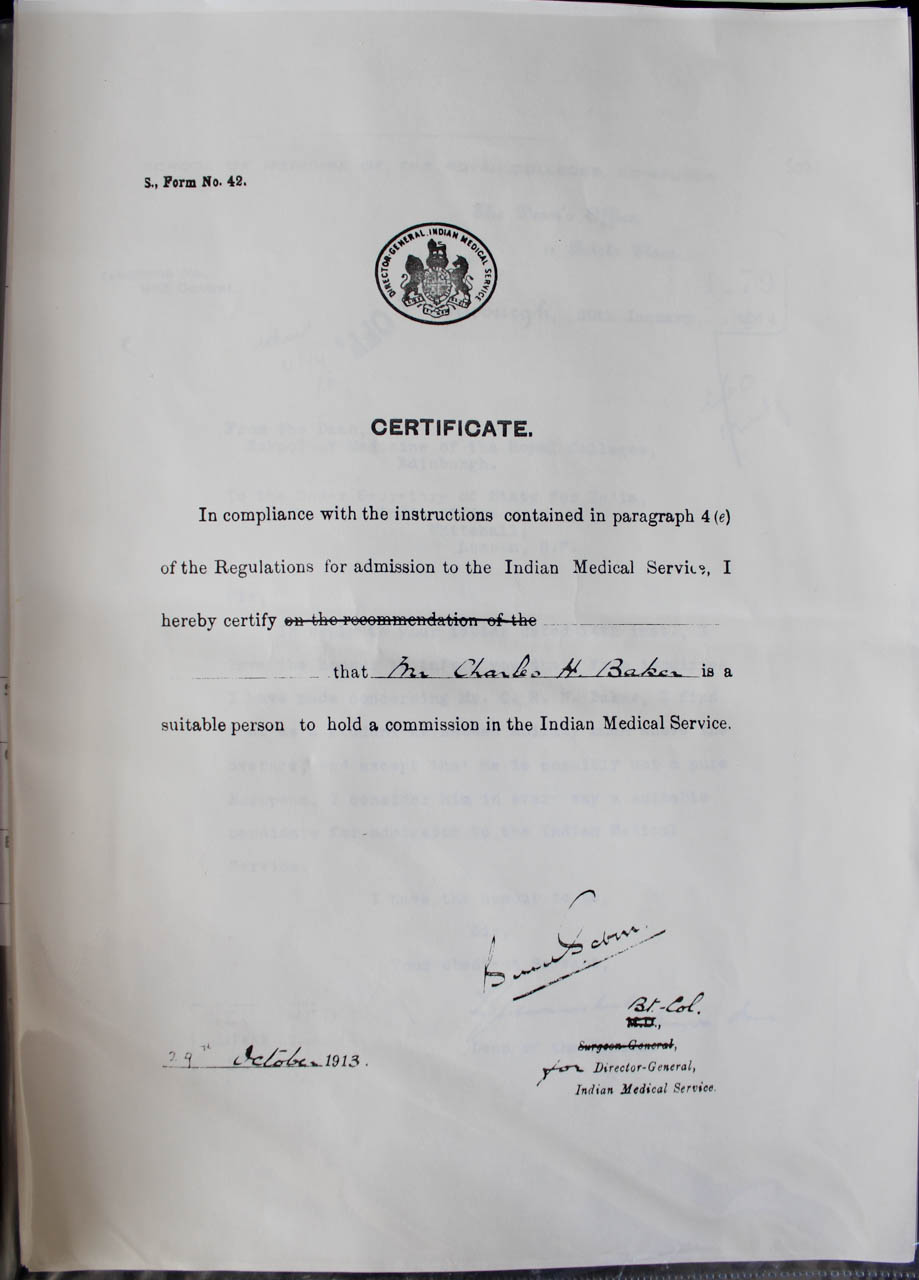 S., Form No. 42.
DIRECTOR-GENERAL, INDIAN MEDICAL SERVICE
CERTIFICATE.
In compliance with the instructions contained in paragraph 4 (e)
of the Regulations for admission to the Indian Medical Service, I
hereby certify on the recommendation of the
that Mr Charles H. Baker is a
suitable person to hold a commission in the Indian Medical Service.
Bt.-Col.
M.D.,
Surgeon-General,
29th October 1913.
for Director-General,
Indian Medical Service.